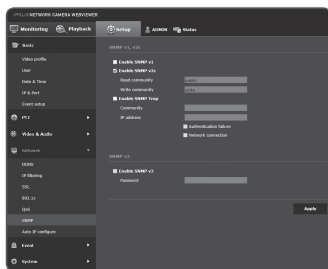 iPOLIS NETWORK CAMERA WEBVIEWER
Monitoring
Playback
Setup
ADMIN
Status
Basic
Video profile
User
Date & Time
IP & Port
Event setup
PTZ
Video & Audio
Network
DDNS
IP filtering
SSL
802.1x
QoS
SNMP
Auto IP configure
Event
System
SNMP v1, v2c
Enable SNMP v1
Enable SNMP v2c
Read community
public
Write community
write
Enable SNMP Trap
Community
IP address
Authentication failure
Network connection
SNMP v3
Enable SNMP v3
Password
Apply